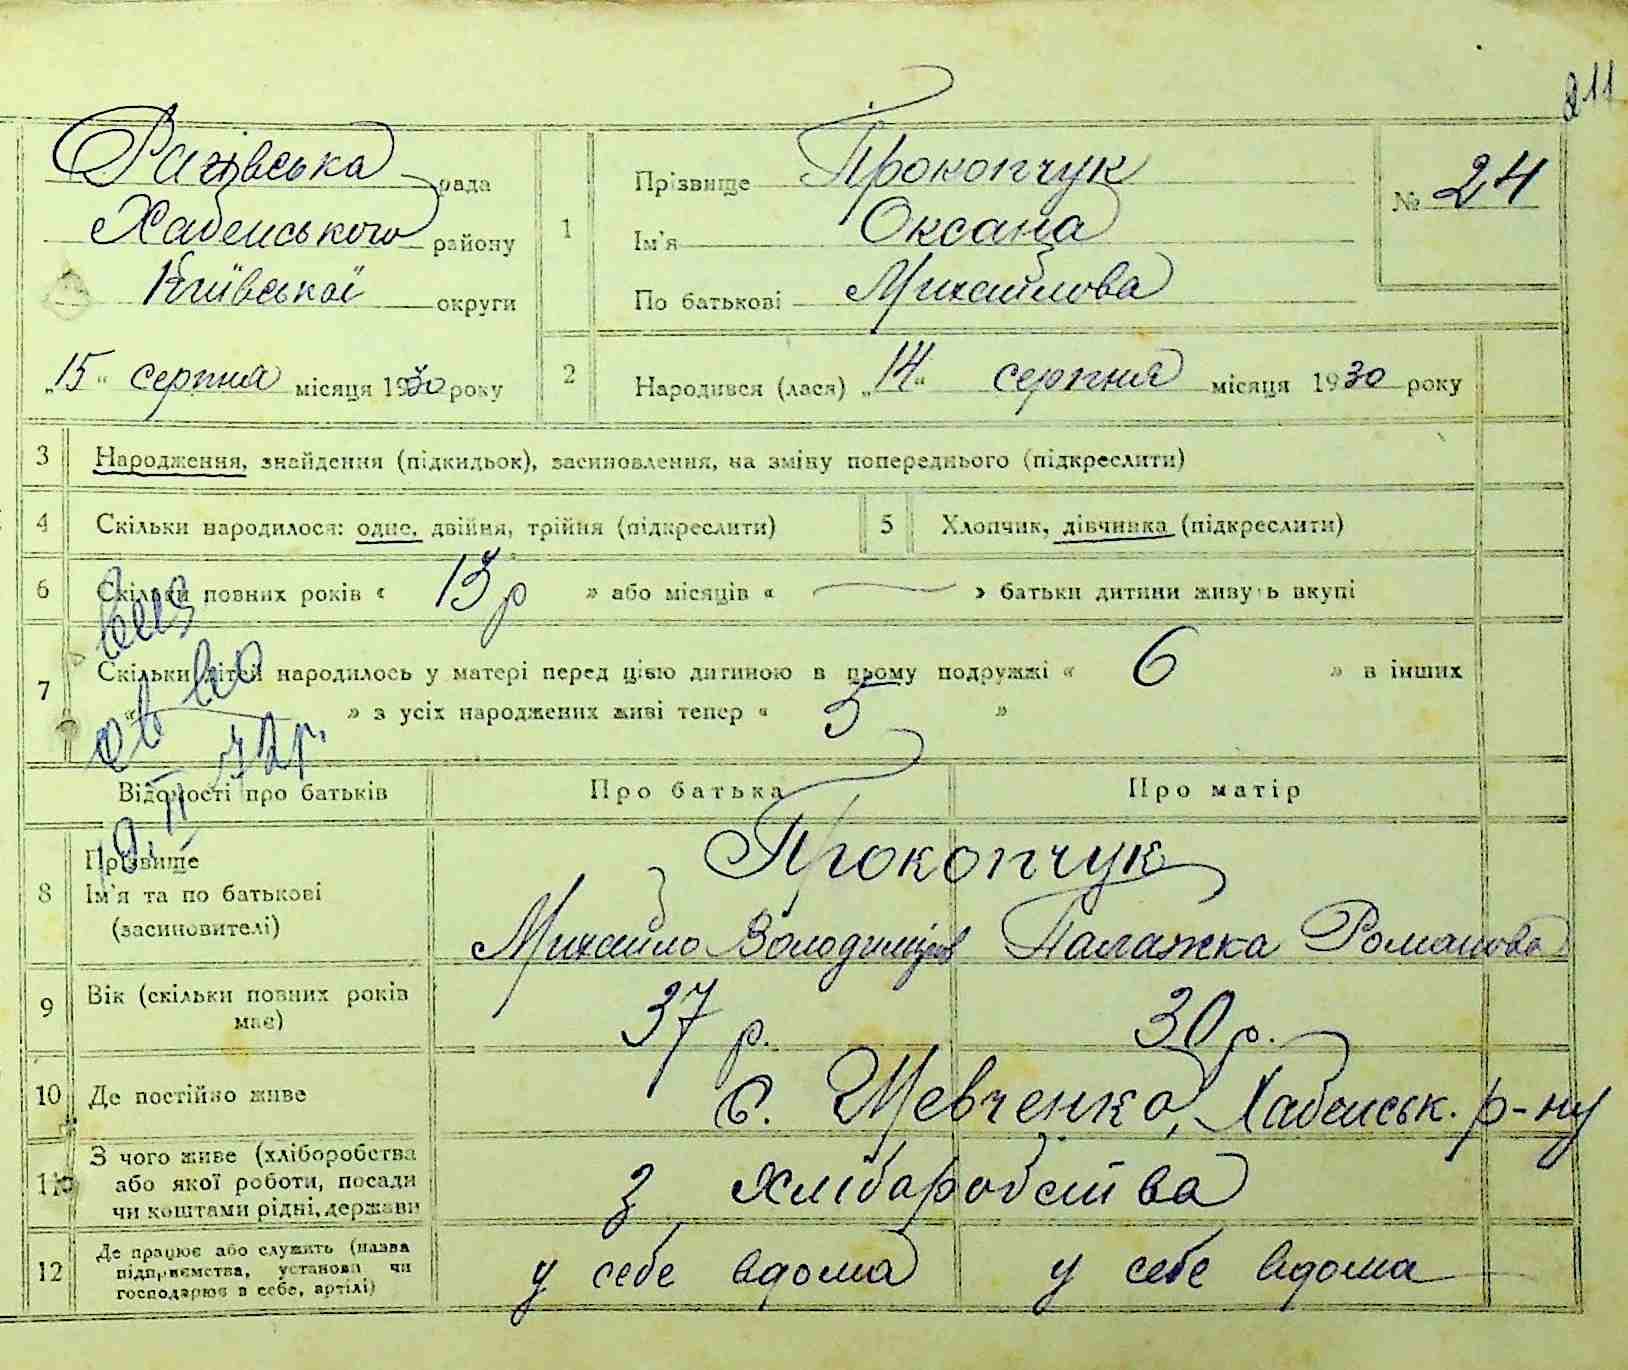 211
Рагівська рада
Хабенського району
Київської округи
„15“ серпня місяця 1930 року
1
Прізвище Прокопчук
Ім'я Оксана
По батькові Михайлова
№ 24
2
Народився (лася) „14“ серпня місяця 1930 року
3 Народження, знайдення (підкидьок), засиновлення, на зміну попереднього (підкреслити)
4 Скільки народилося: одне, двійня, трійня (підкреслити) 5 Хлопчик, дівчинка (підкреслити)
6 Скільки повних років « 13 р » або місяців « — » батьки дитини живуть вкупі
7 Скільки дітей народилось у матері перед цією дитиною в цьому подружжі « 6 » в інших
« — » з усіх народжених живі тепер « 5 »
72р.
Відомості про батьків Про батька Про матір
8 Прізвище
Ім'я та по батькові
(засиновителі)
Прокопчук
Михайло Володимиров Палажка Романова
9 Вік (скільки повних років має) 37 р. 30 р.
10 Де постійно живе с. Шевченко, Хабенськ. р-ну
11 З чого живе (хліборобства
або якої роботи, посади
чи коштами рідні, держави
з хліборобства
12 Де працює або служить (назва
підприємства, установи чи
господарює в себе, артілі)
у себе вдома у себе вдома